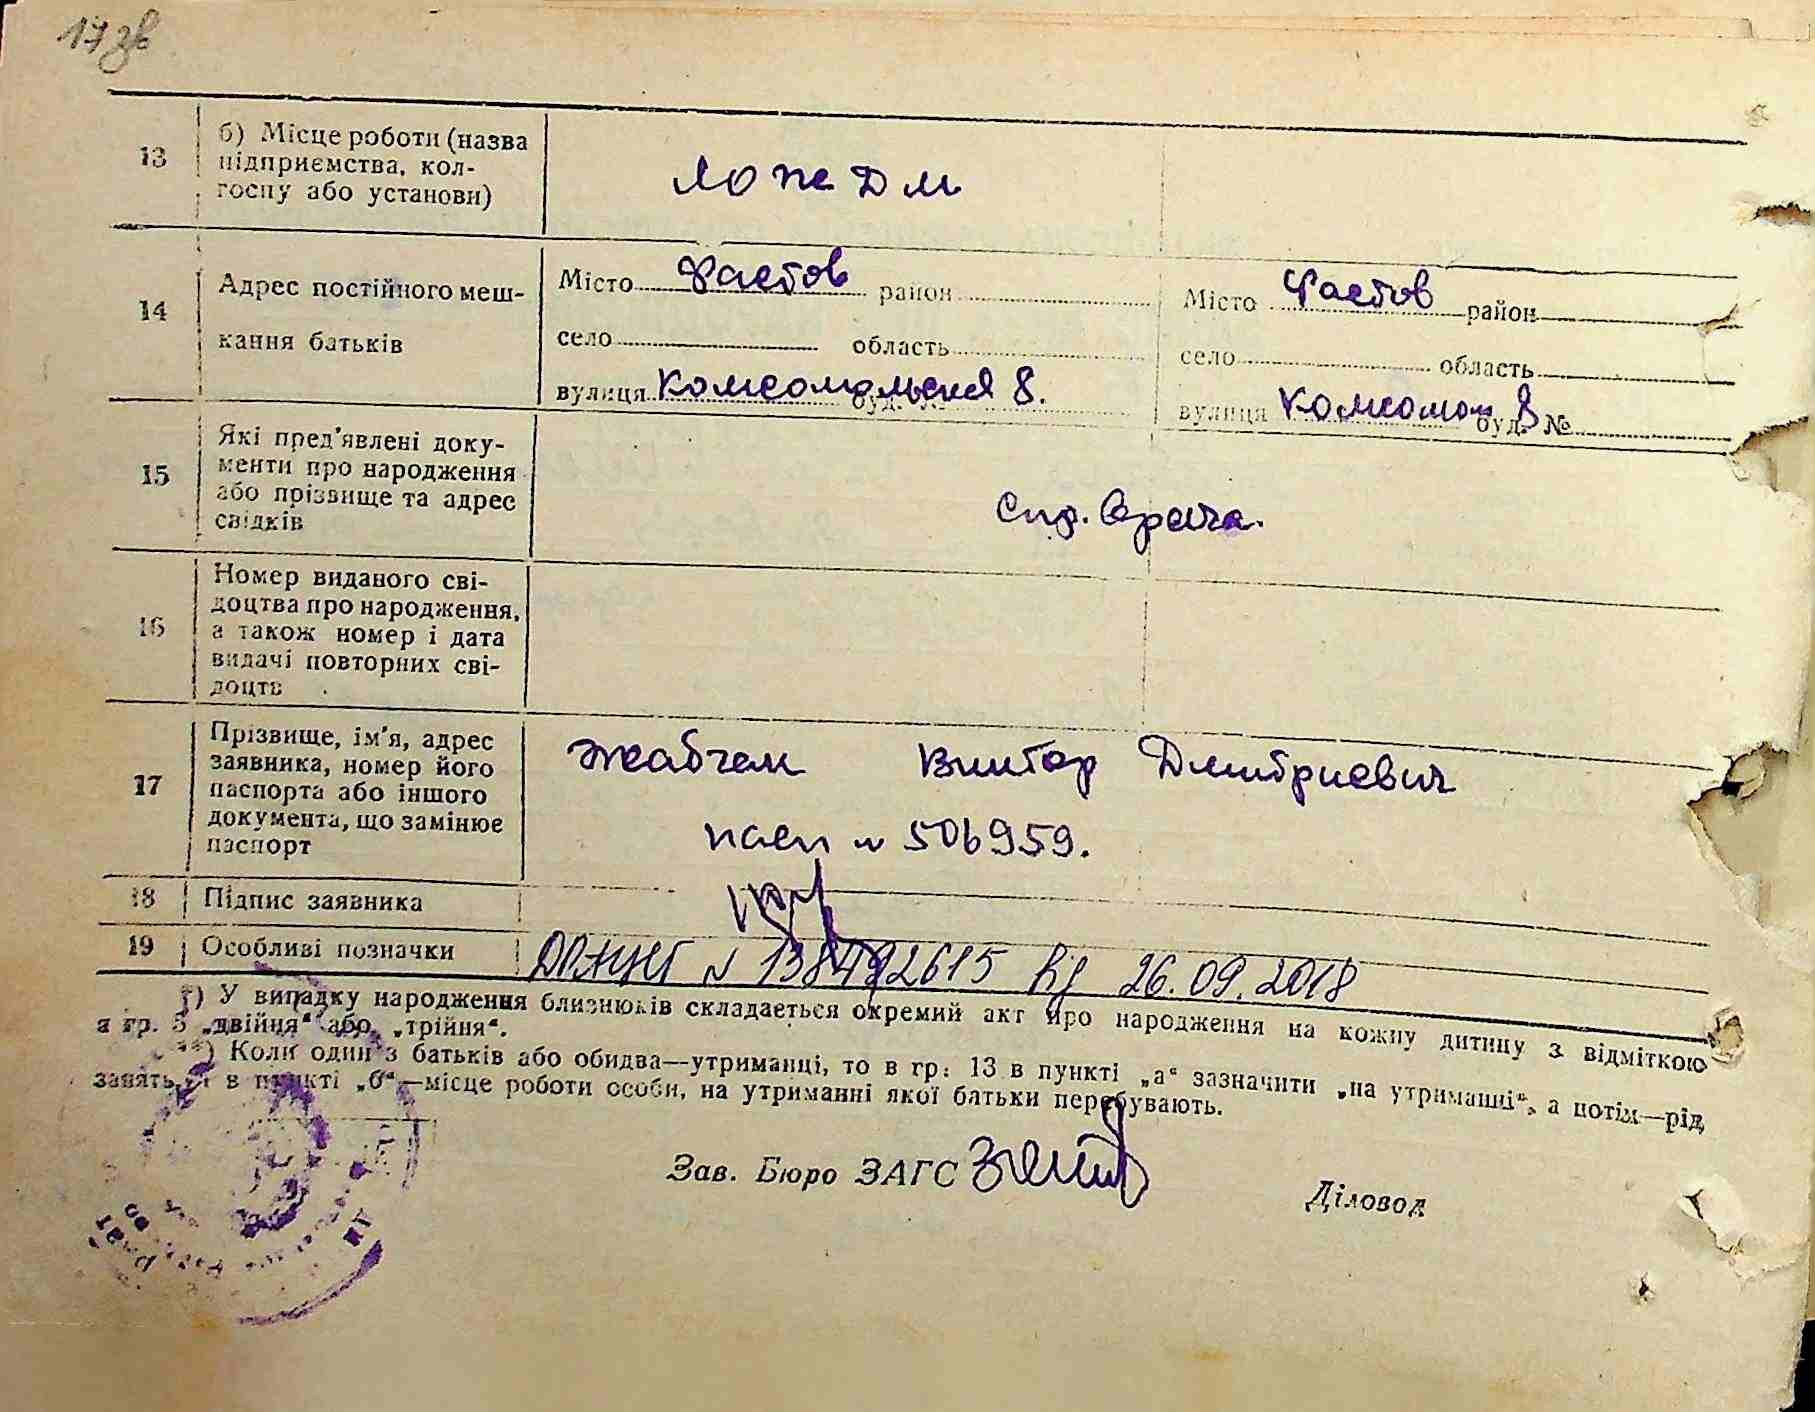 17 зв
13
б) Місце роботи (назва
підприємства, кол-
госпу або установи)
14
Адрес постійного меш-
кання батьків
Місто Фастов район
село область
вулиця Комсомольская 8.
Місто Фастов район
село область
вулиця Комсомол 8 буд. №
15
Які пред'явлені доку-
менти про народження
або прізвище та адрес
свідків
Спр. врача.
16
Номер виданого сві-
доцтва про народження,
а також номер і дата
видачі повторних сві-
доцтв
17
Прізвище, ім'я, адрес
заявника, номер його
паспорта або іншого
документа, що замінює
паспорт
Виктор Дмитриевич
пасп № 506959.
18
Підпис заявника
19
Особливі позначки
№ 138492615 від 26.09.2018
*) У випадку народження близнюків складається окремий акт про народження на кожну дитину з відміткою
в гр. 5 „двійня“ або „трійня“.
**) Коли один з батьків або обидва—утриманці, то в гр. 13 в пункті „а“ зазначити „на утриманні“, а потім—рід
занять, і в пункті „б“—місце роботи особи, на утриманні якої батьки перебувають.
Зав. Бюро ЗАГС
Діловод